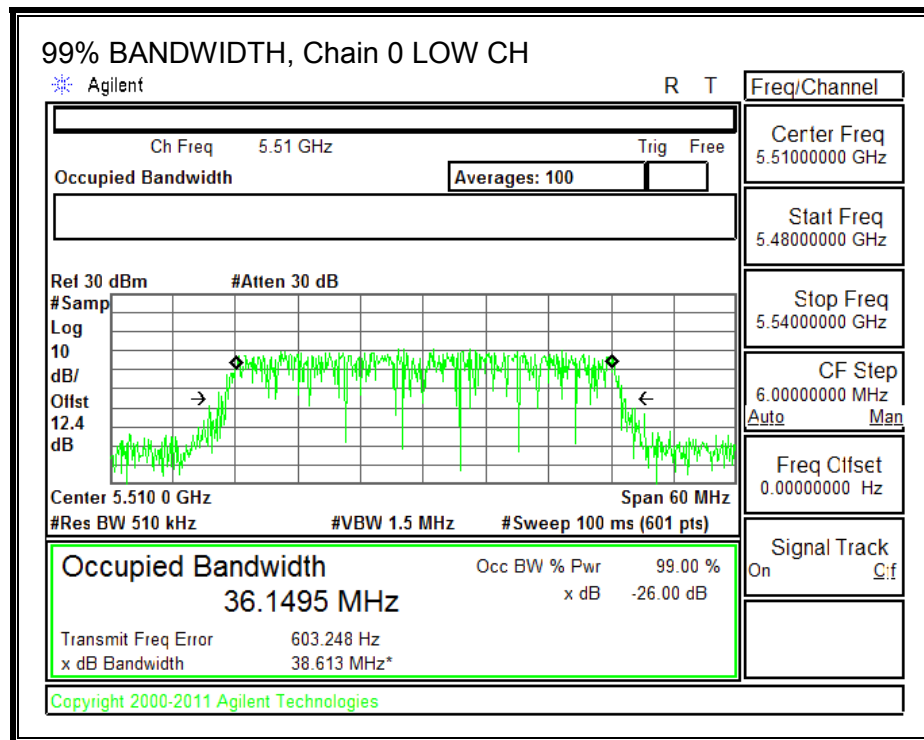 99% BANDWIDTH, Chain 0 LOW CH
Agilent R T
Freq/Channel
Ch Freq 5.51 GHz Trig Free
Occupied Bandwidth Averages: 100
Center Freq
5.51000000 GHz
Start Freq
5.48000000 GHz
Stop Freq
5.54000000 GHz
CF Step
6.00000000 MHz
Auto Man
Freq Offset
0.00000000 Hz
Signal Track
On Off
Ref 30 dBm #Atten 30 dB
#Samp
Log
10
dB/
Offst
12.4
dB
Center 5.510 0 GHz Span 60 MHz
#Res BW 510 kHz #VBW 1.5 MHz #Sweep 100 ms (601 pts)
Occupied Bandwidth Occ BW % Pwr 99.00 %
36.1495 MHz x dB -26.00 dB
Transmit Freq Error 603.248 Hz
x dB Bandwidth 38.613 MHz*
Copyright 2000-2011 Agilent Technologies